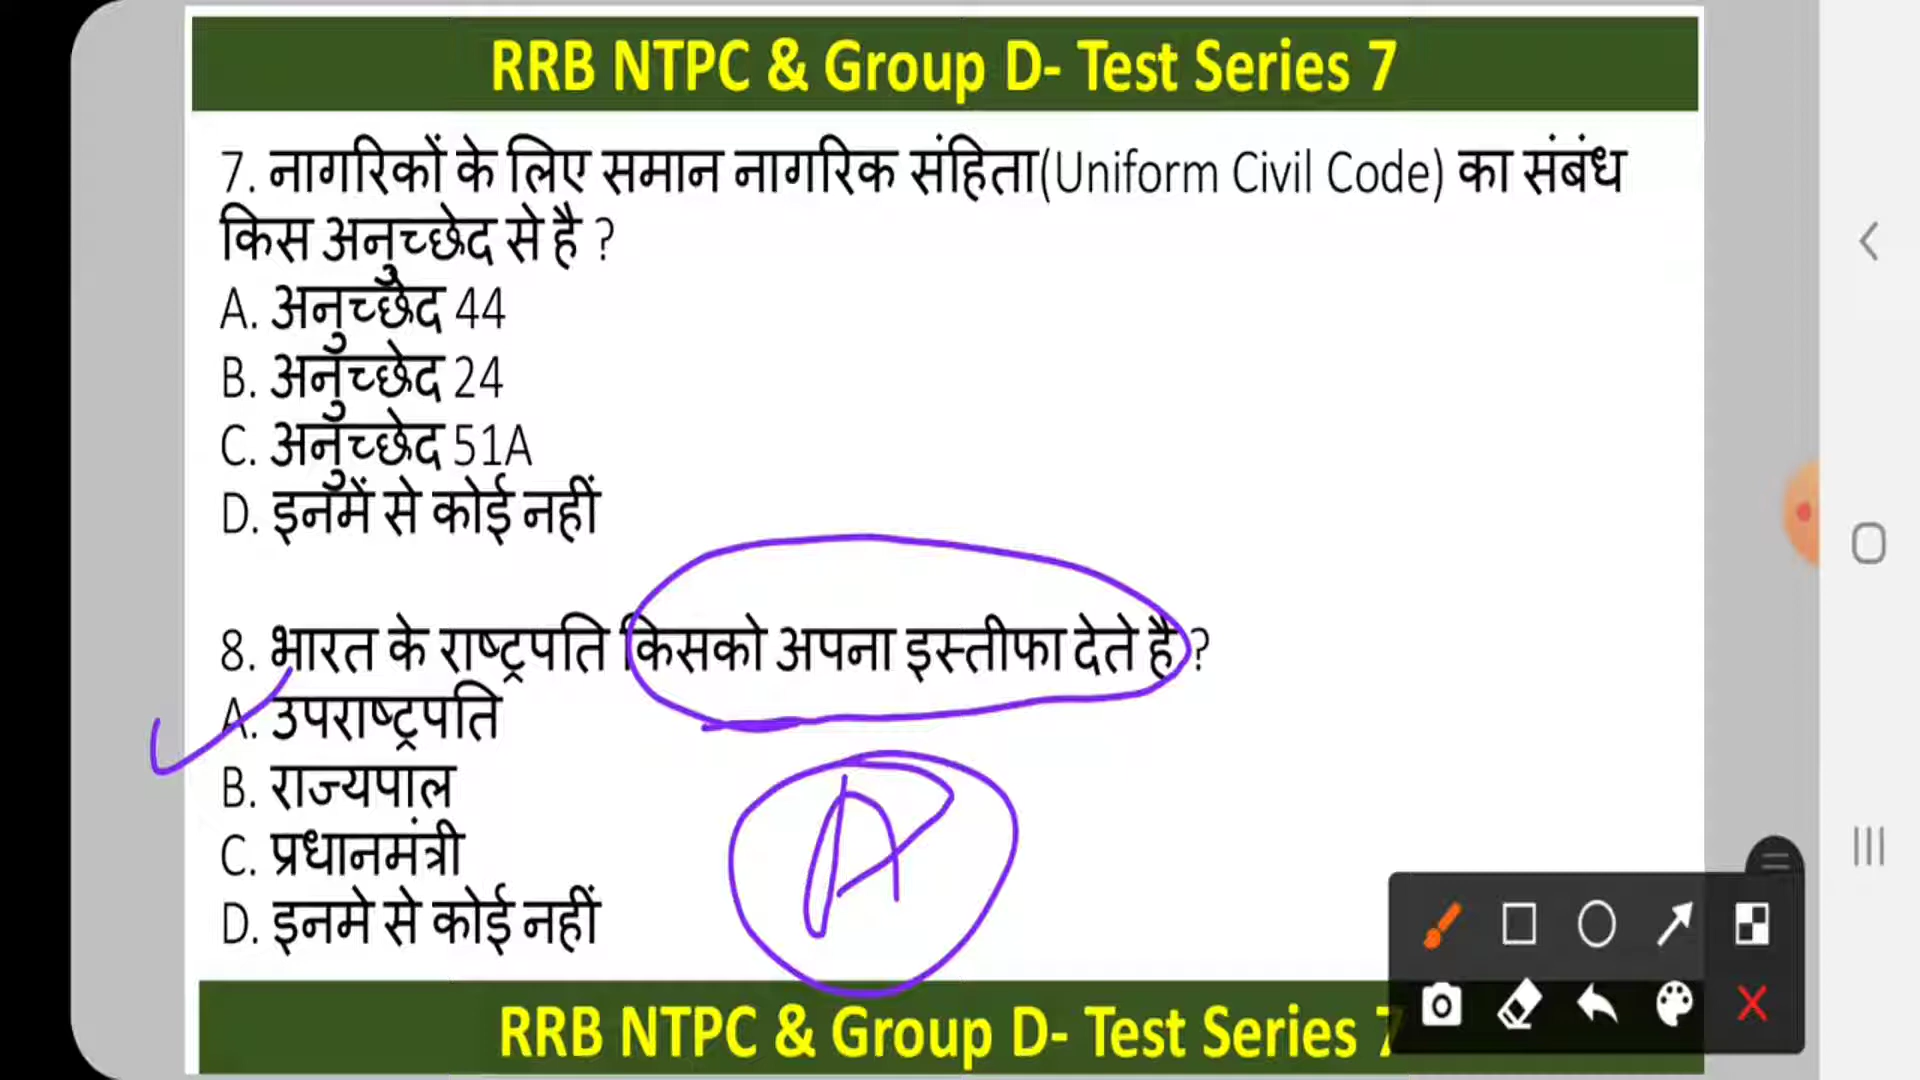 RRB NTPC & Group D- Test Series 7
7. नागरिकों के लिए समान नागरिक संहिता(Uniform Civil Code) का संबंध
किस अनुच्छेद से है ?
A. अनुच्छेद 44
B. अनुच्छेद 24
C. अनुच्छेद 51A
D. इनमें से कोई नहीं
8. भारत के राष्ट्रपति किसको अपना इस्तीफा देते है ?
A. उपराष्ट्रपति
B. राज्यपाल
C. प्रधानमंत्री
D. इनमे से कोई नहीं
A
RRB NTPC & Group D- Test Series 7